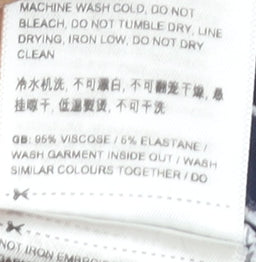 MACHINE WASH COLD, DO NOT
BLEACH, DO NOT TUMBLE DRY, LINE
DRYING, IRON LOW, DO NOT DRY
CLEAN
冷水机洗, 不可漂白, 不可翻笼干燥, 悬
挂晾干, 低温熨烫, 不可干洗
GB: 95% VISCOSE / 5% ELASTANE /
WASH GARMENT INSIDE OUT / WASH
SIMILAR COLOURS TOGETHER / DO
NOT IRON